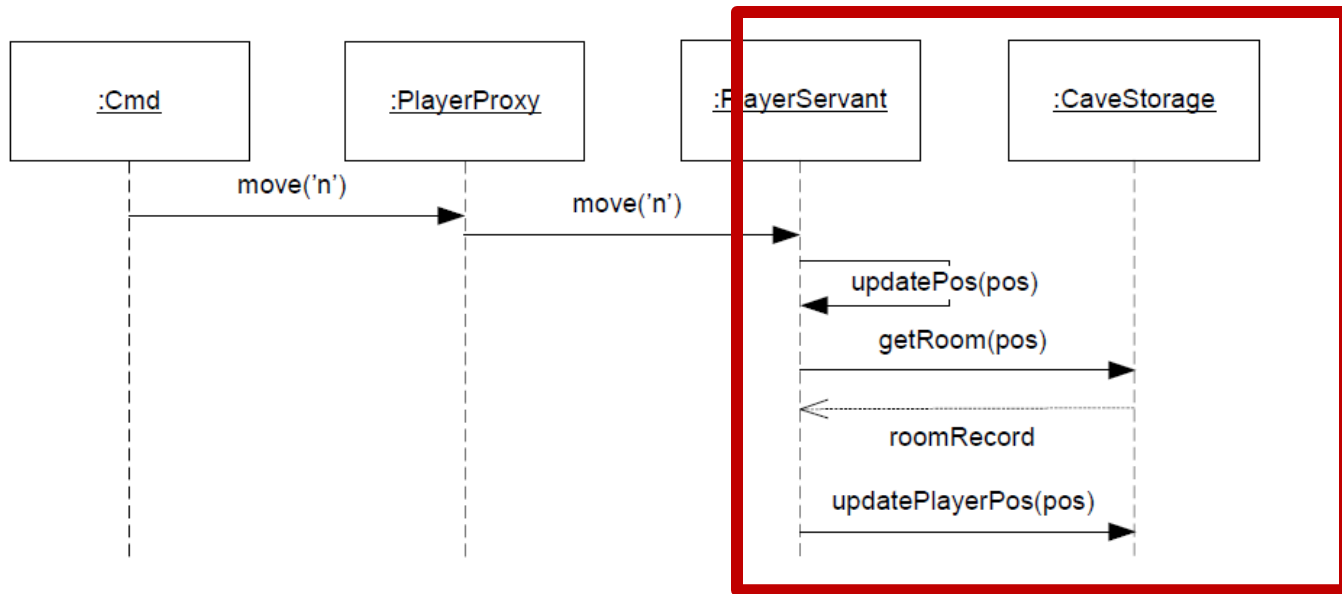 :Cmd
:PlayerProxy
:PlayerServant
:CaveStorage
move('n')
move('n')
updatePos(pos)
getRoom(pos)
roomRecord
updatePlayerPos(pos)